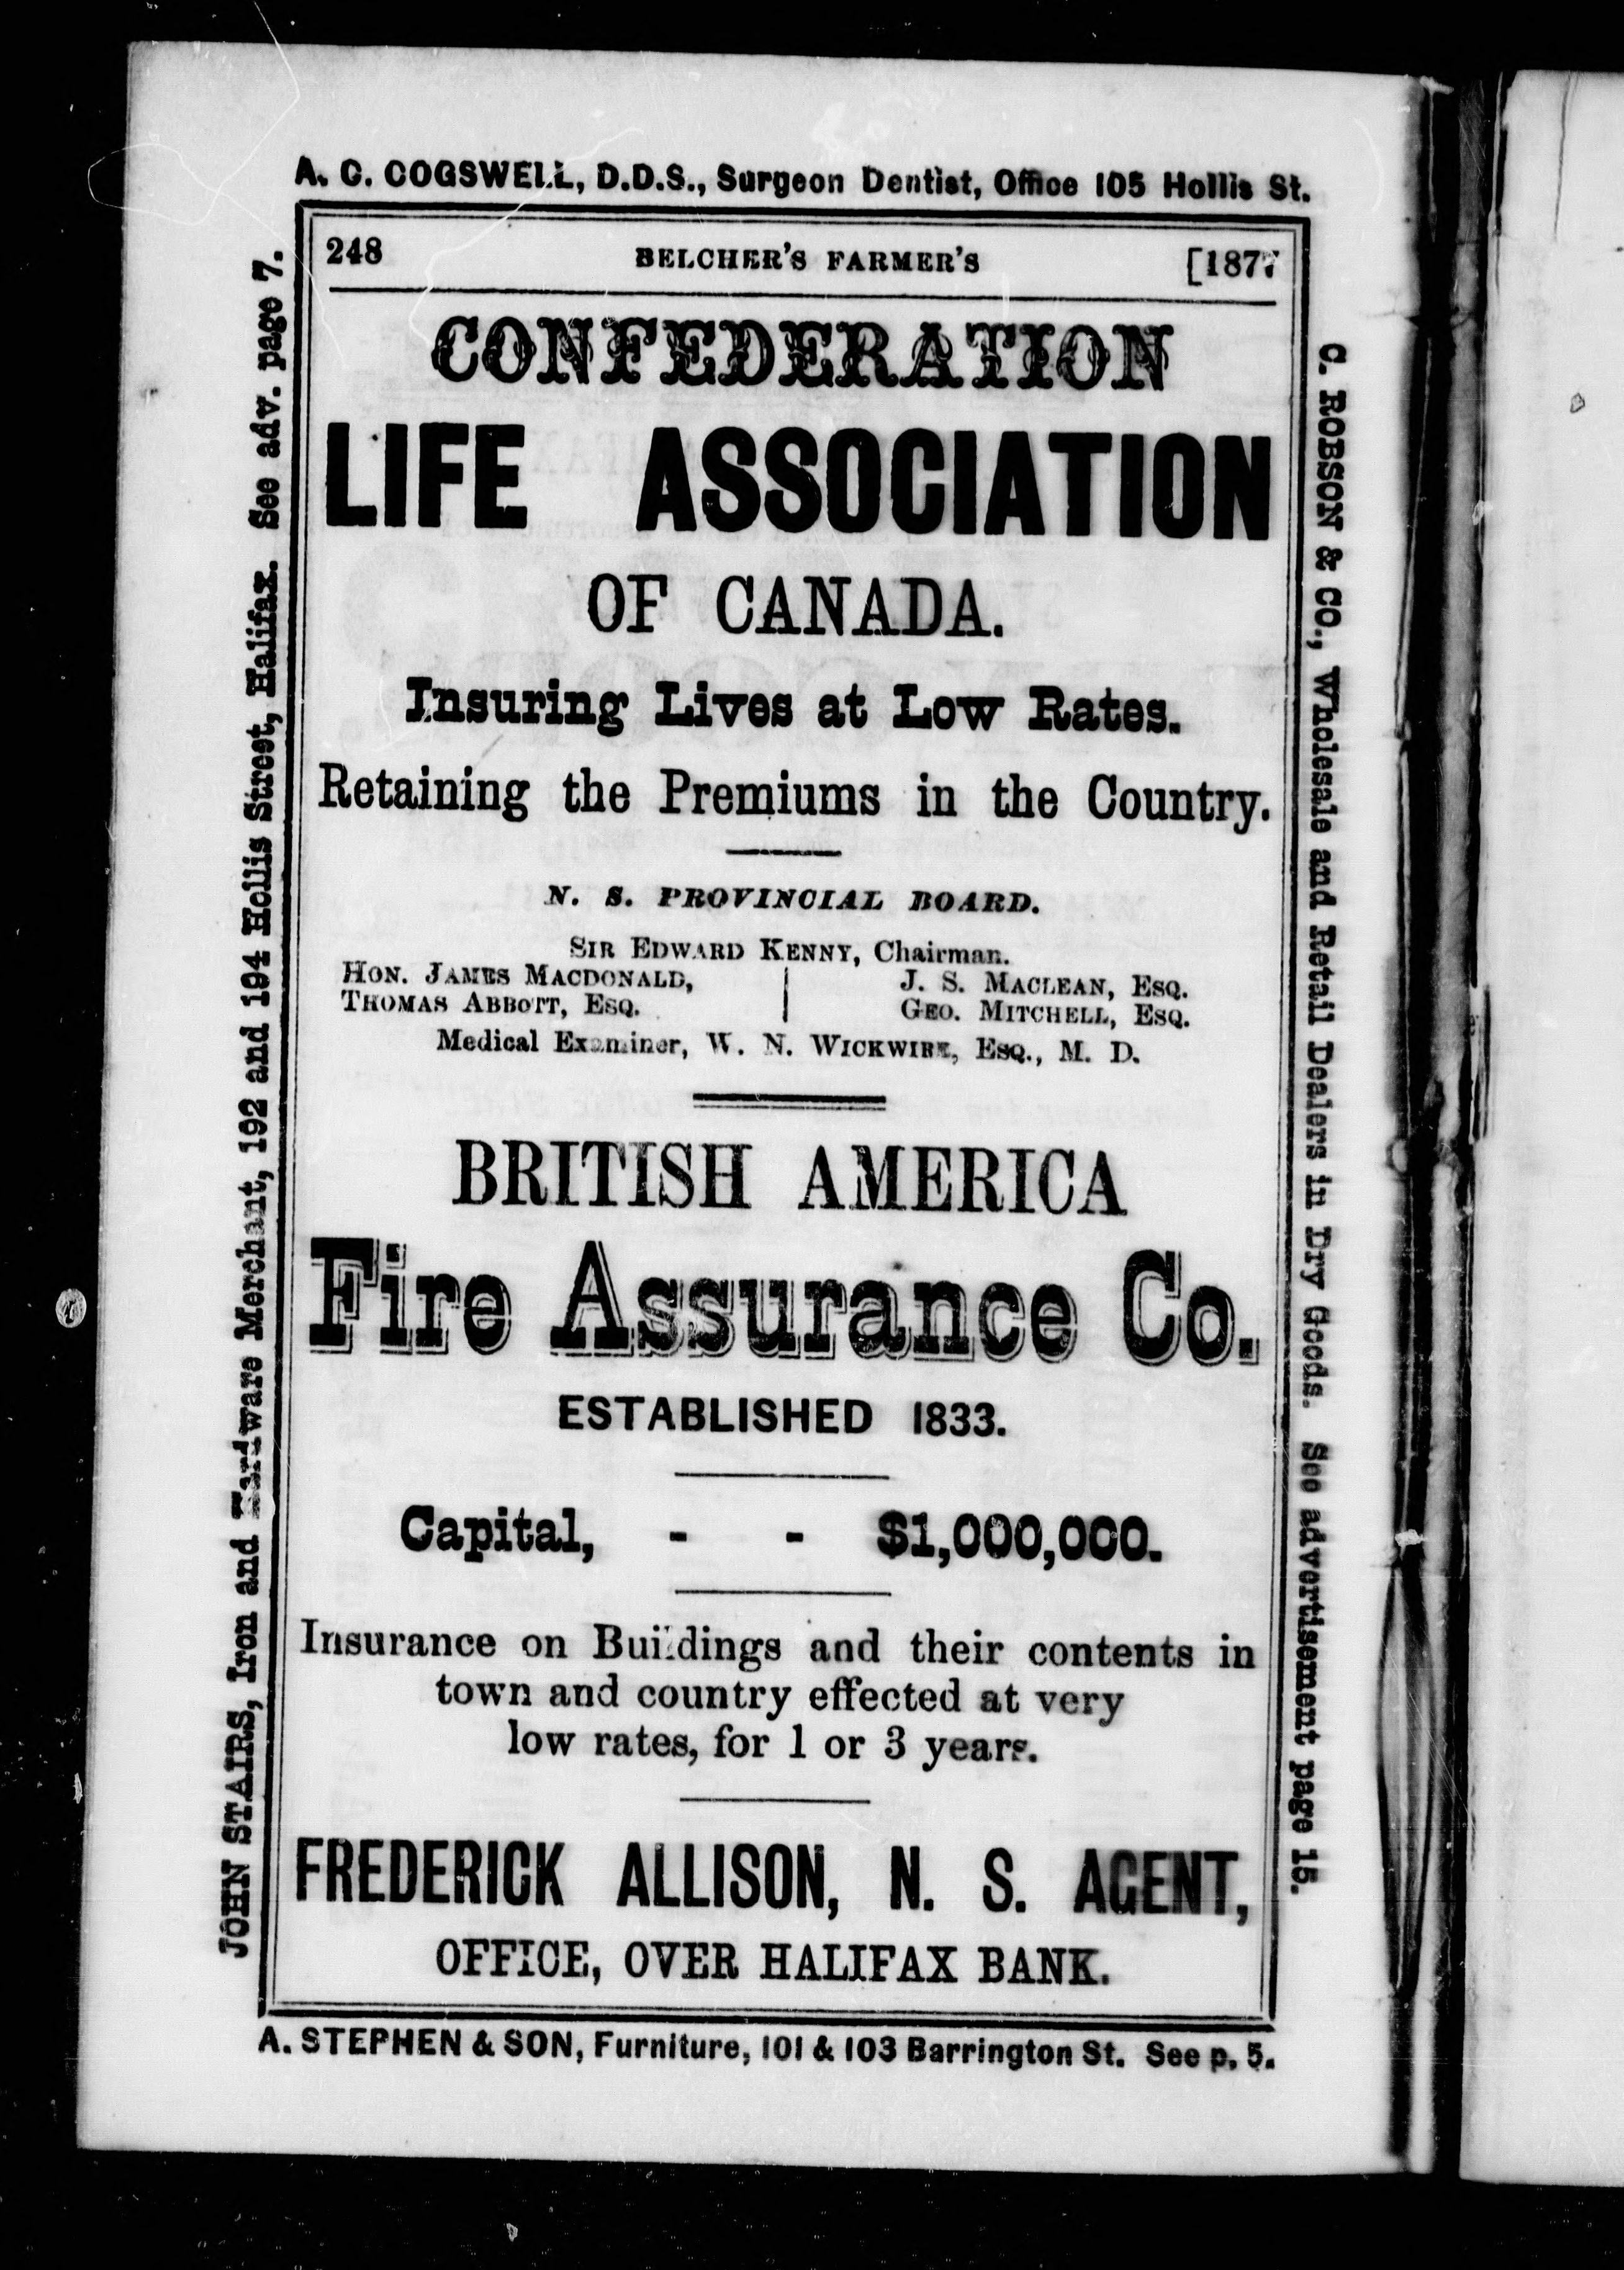 A. C. COGSWELL, D.D.S., Surgeon Dentist, Office 105 Hollis St.
248 BELCHER'S FARMER'S [1877
CONFEDERATION
LIFE ASSOCIATION
OF CANADA.
Insuring Lives at Low Rates.
Retaining the Premiums in the Country.
N. S. PROVINCIAL BOARD.
SIR EDWARD KENNY, Chairman.
HON. JAMES MACDONALD, J. S. MACLEAN, ESQ.
THOMAS ABBOTT, ESQ. GEO. MITCHELL, ESQ.
Medical Examiner, W. N. WICKWIRE, ESQ., M. D.
BRITISH AMERICA
Fire Assurance Co.
ESTABLISHED 1833.
Capital, - - $1,000,000.
Insurance on Buildings and their contents in
town and country effected at very
low rates, for 1 or 3 years.
FREDERICK ALLISON, N. S. AGENT,
OFFICE, OVER HALIFAX BANK.
A. STEPHEN & SON, Furniture, 101 & 103 Barrington St. See p. 5.
JOHN STAIRS, Iron and Hardware Merchant, 192 and 194 Hollis Street, Halifax. See adv. page 7.
C. ROBSON & CO., Wholesale and Retail Dealers in Dry Goods. See advertisement page 15.